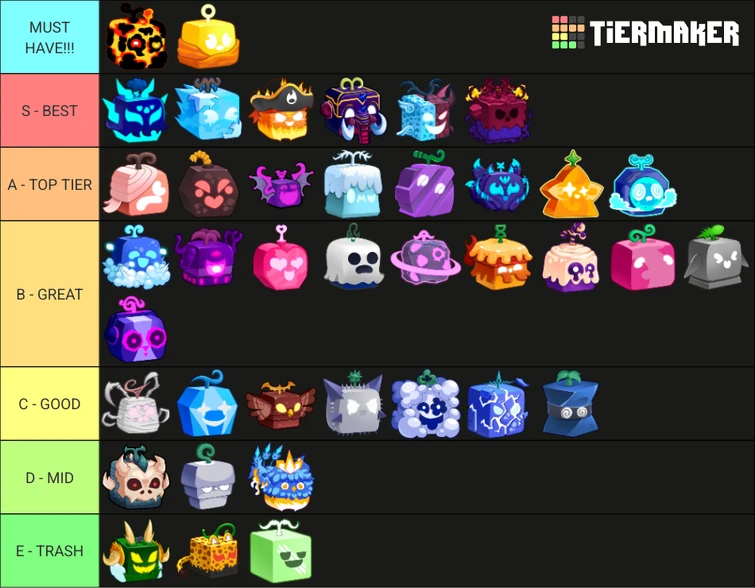 MUST
HAVE!!!
TiERMAKER
S - BEST
A - TOP TIER
B - GREAT
C - GOOD
D - MID
E - TRASH